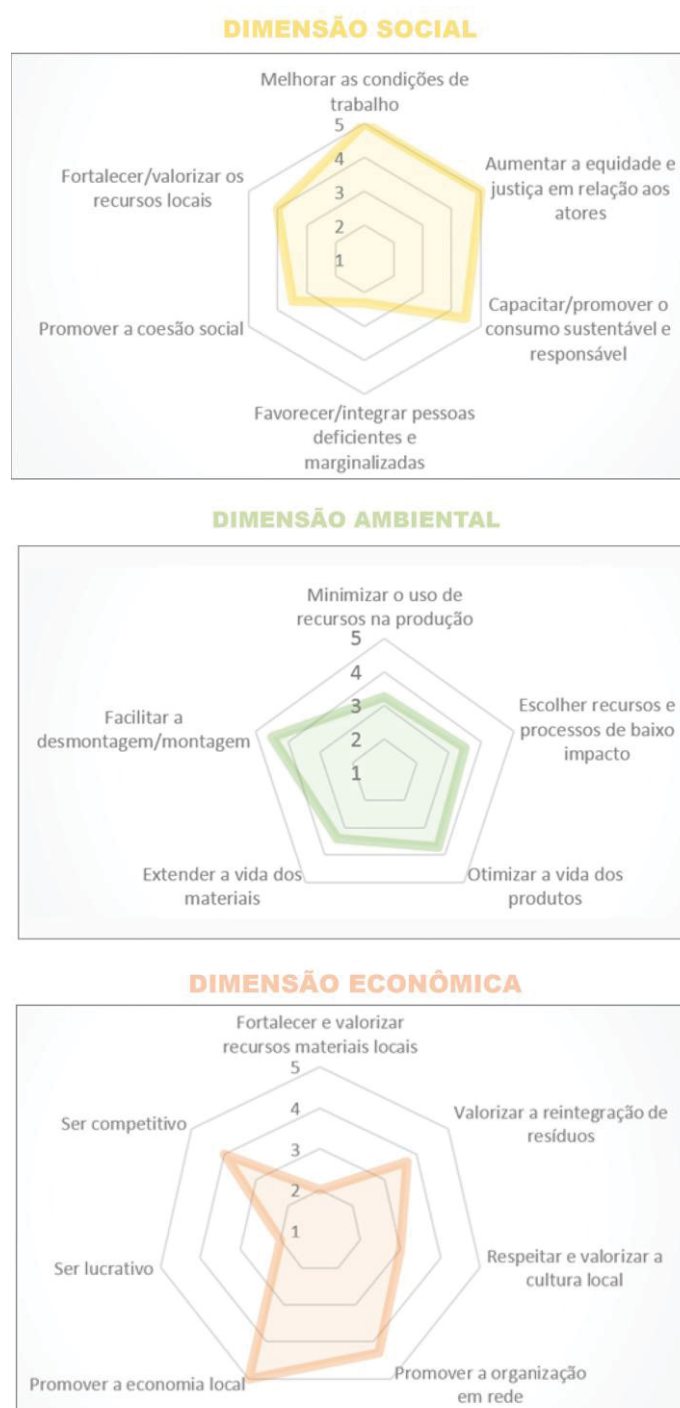 DIMENSÃO SOCIAL
Melhorar as condições de
trabalho
5
4
3
2
1
Aumentar a equidade e
justiça em relação aos
atores
Capacitar/promover o
consumo sustentável e
responsável
Favorecer/integrar pessoas
deficientes e
marginalizadas
Promover a coesão social
Fortalecer/valorizar os
recursos locais
DIMENSÃO AMBIENTAL
Minimizar o uso de
recursos na produção
5
4
3
2
1
Escolher recursos e
processos de baixo
impacto
Otimizar a vida dos
produtos
Extender a vida dos
materiais
Facilitar a
desmontagem/montagem
DIMENSÃO ECONÔMICA
Fortalecer e valorizar
recursos materiais locais
5
4
3
2
1
Valorizar a reintegração de
resíduos
Respeitar e valorizar a
cultura local
Promover a organização
em rede
Promover a economia local
Ser lucrativo
Ser competitivo